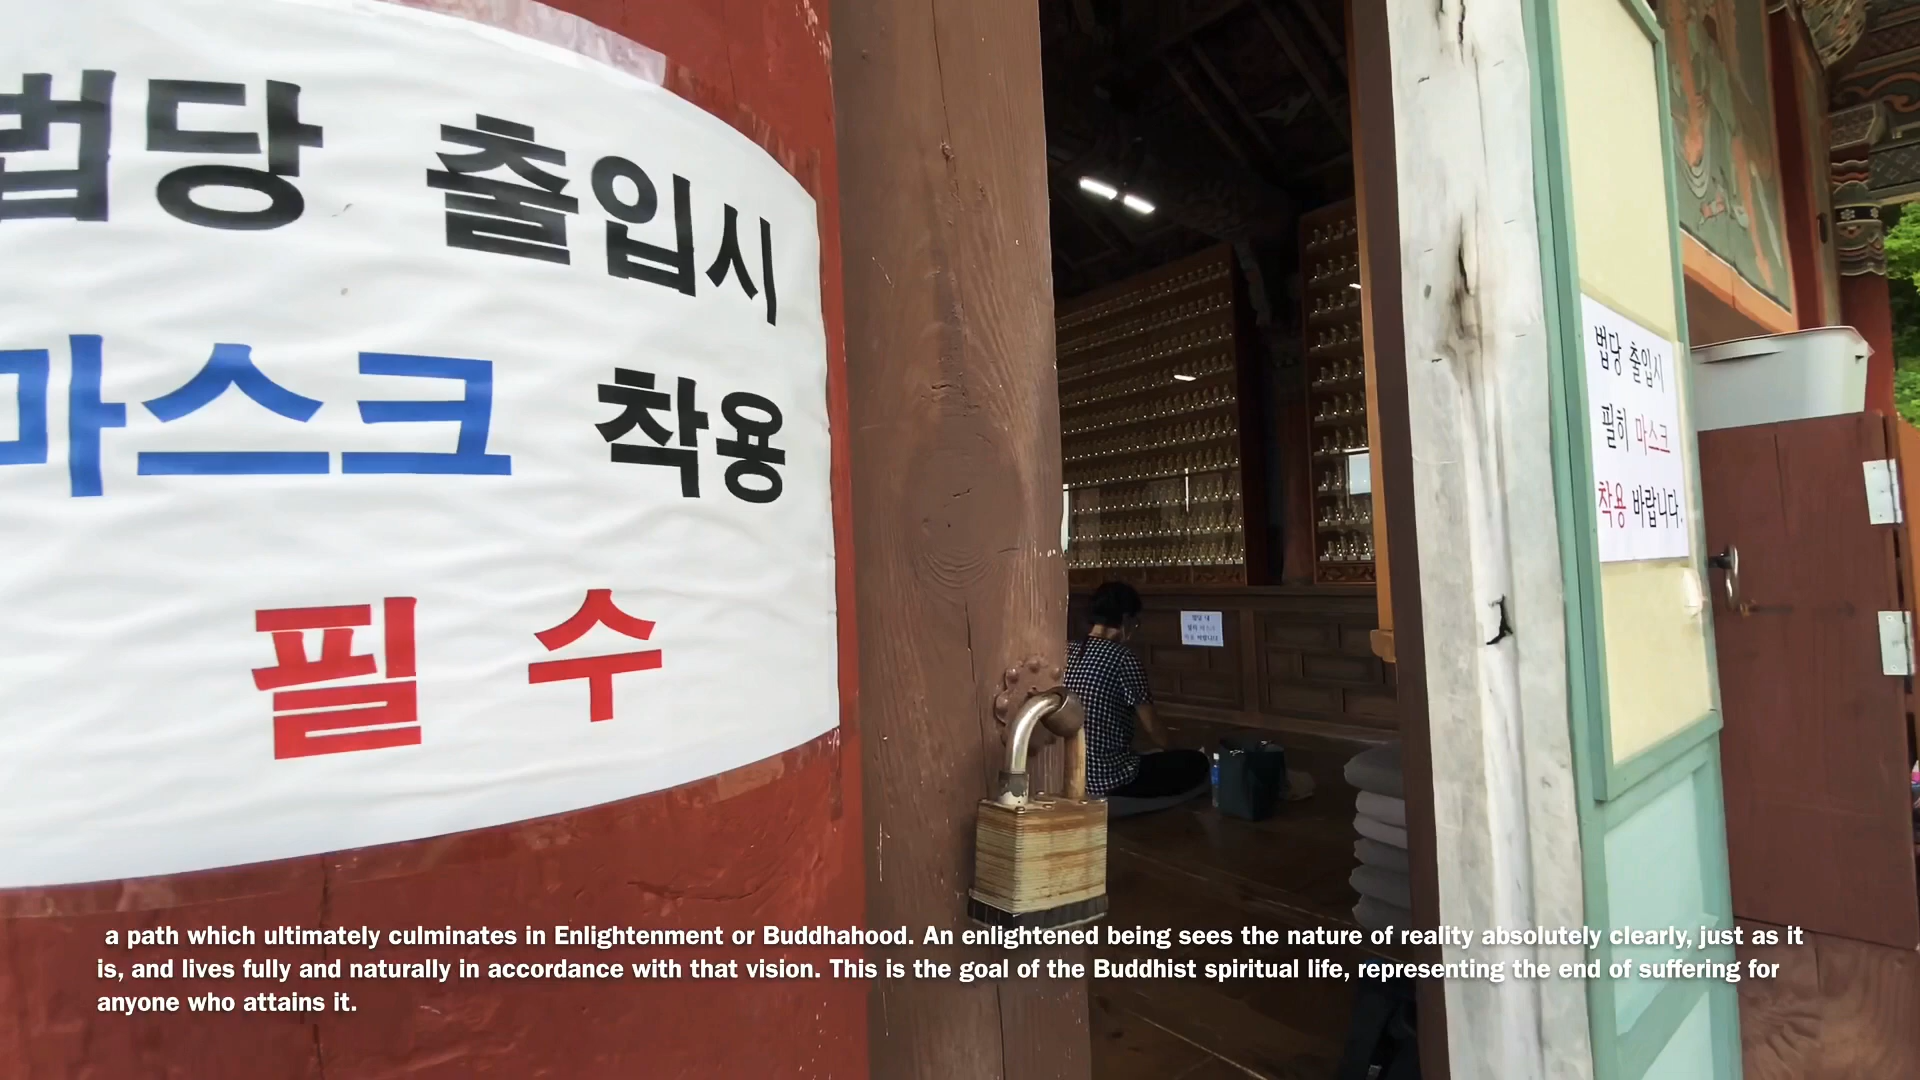 법당 출입시
마스크 착용
필 수
법당 출입시
필히 마스크
착용 바랍니다.
a path which ultimately culminates in Enlightenment or Buddhahood. An enlightened being sees the nature of reality absolutely clearly, just as it
is, and lives fully and naturally in accordance with that vision. This is the goal of the Buddhist spiritual life, representing the end of suffering for
anyone who attains it.